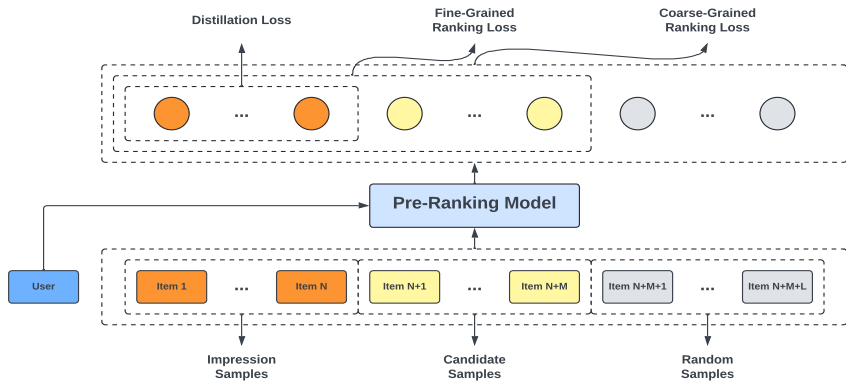 Distillation Loss
Fine-Grained
Ranking Loss
Coarse-Grained
Ranking Loss
...
...
...
Pre-Ranking Model
User
Item 1
...
Item N
Item N+1
...
Item N+M
Item N+M+1
...
Item N+M+L
Impression
Samples
Candidate
Samples
Random
Samples